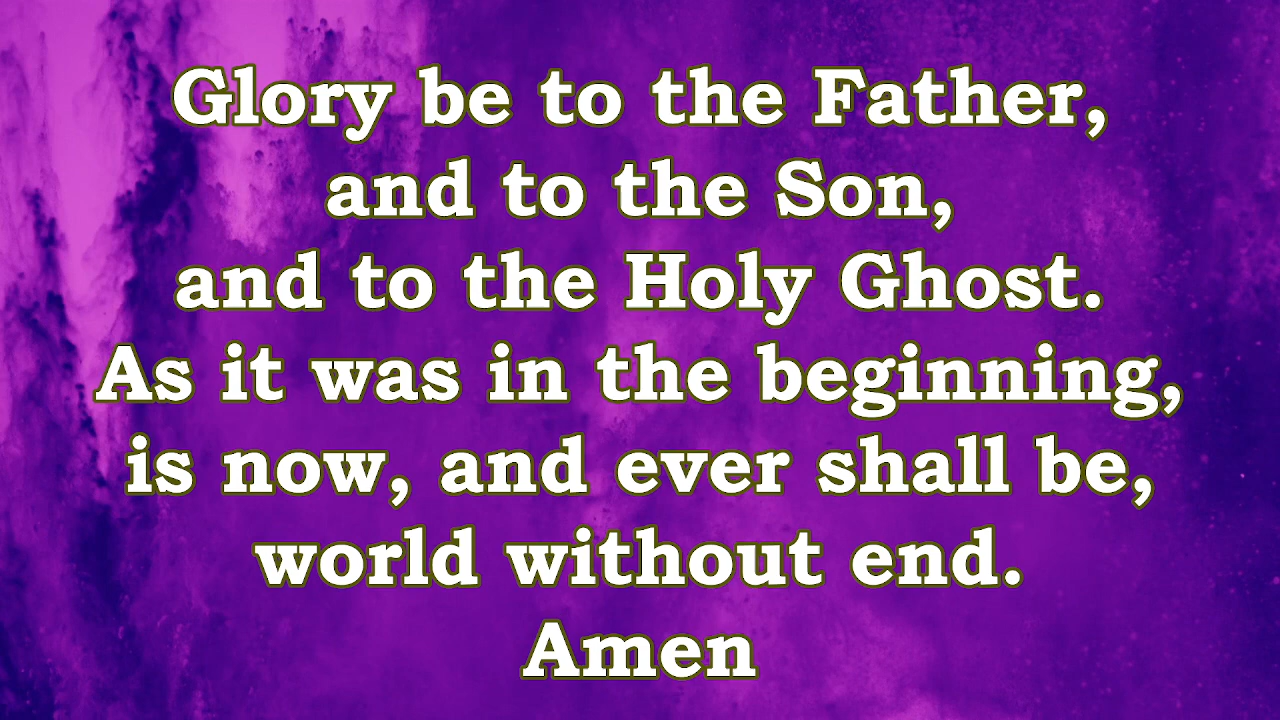 Glory be to the Father,
and to the Son,
and to the Holy Ghost.
As it was in the beginning,
is now, and ever shall be,
world without end.
Amen